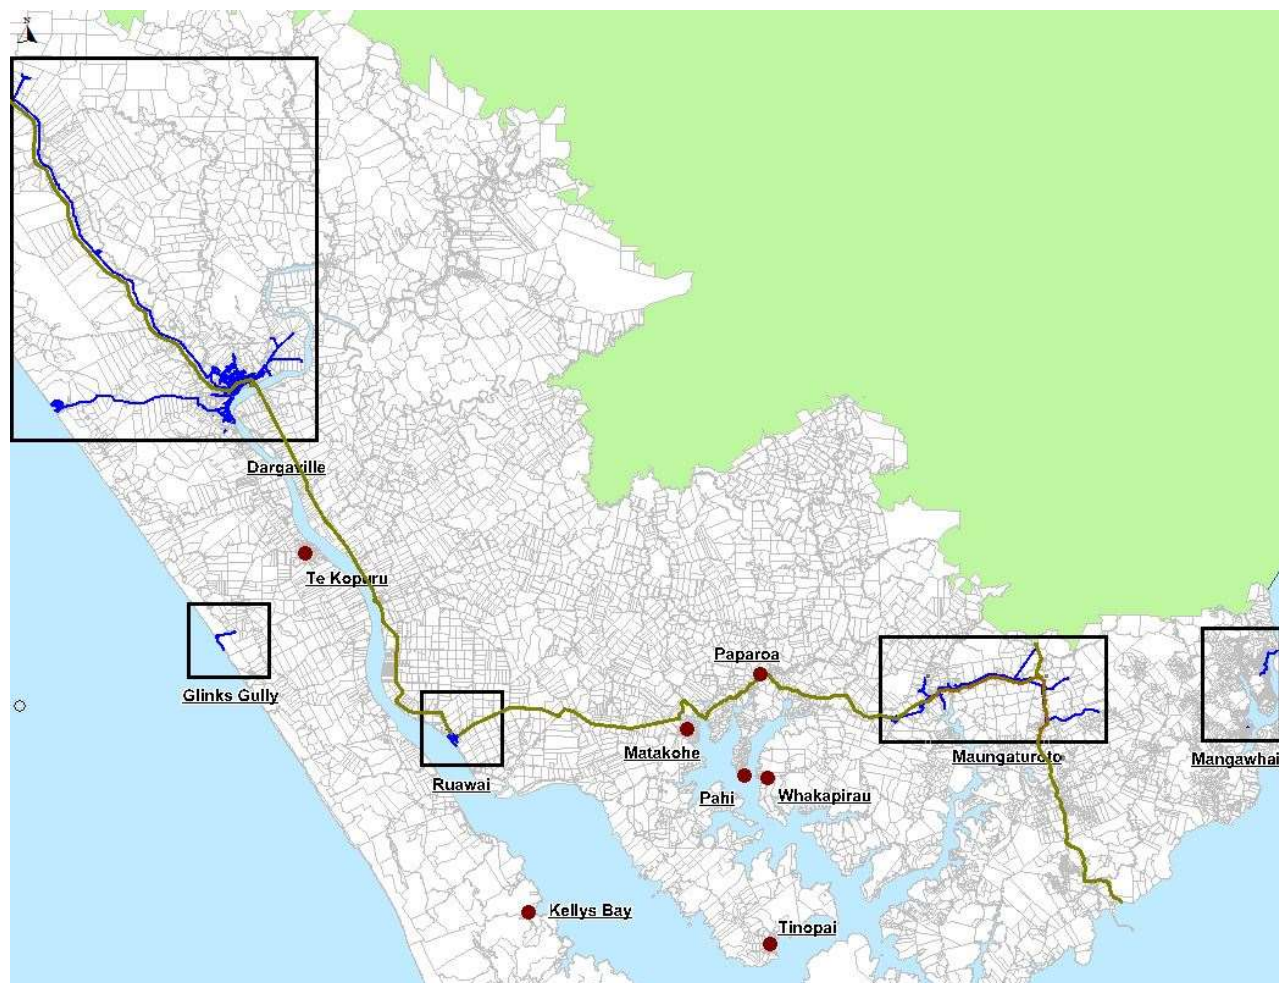 N
Dargaville
Te Kopuru
Glinks Gully
Paparoa
Matakohe
Maungaturoto
Mangawhai
Ruawai
Pahi
Whakapirau
Kellys Bay
Tinopai